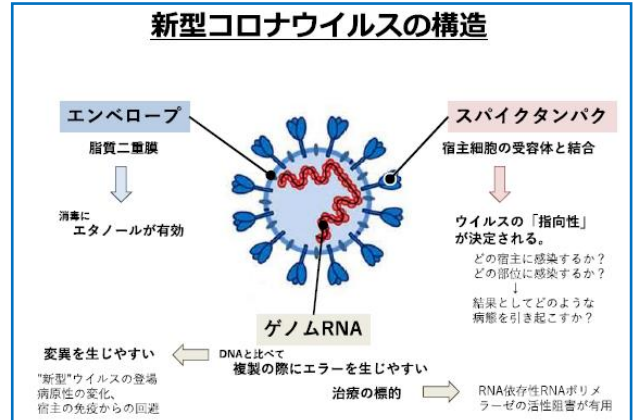 新型コロナウイルスの構造
エンベロープ
脂質二重膜
消毒に
エタノールが有効
スパイクタンパク
宿主細胞の受容体と結合
ウイルスの「指向性」
が決定される。
どの宿主に感染するか？
どの部位に感染するか？
↓
結果としてどのような
病態を引き起こすか？
ゲノムRNA
DNAと比べて
複製の際にエラーを生じやすい
変異を生じやすい
"新型"ウイルスの登場
病原性の変化、
宿主の免疫からの回避
治療の標的
RNA依存性RNAポリメ
ラーゼの活性阻害が有用